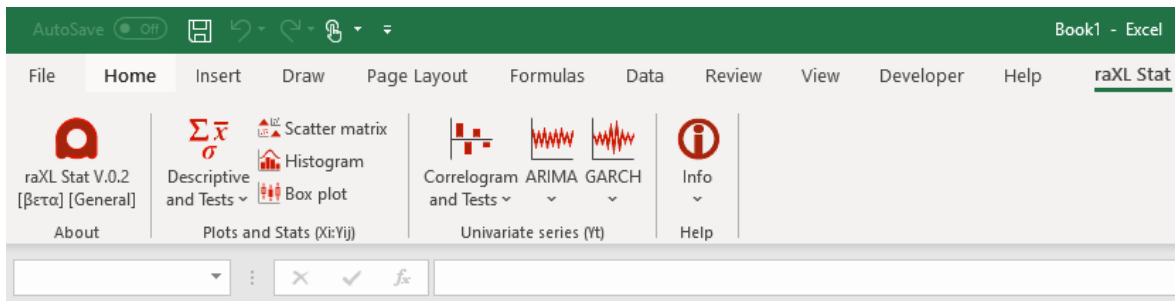 AutoSave Off Book1 - Excel
File Home Insert Draw Page Layout Formulas Data Review View Developer Help raXL Stat
Σ x̅
σ
raXL Stat V.0.2
[βετα] [General]
About
Descriptive
and Tests
Scatter matrix
Histogram
Box plot
Plots and Stats (Xi:Yij)
Correlogram
and Tests
ARIMA
GARCH
Univariate series (Yt)
Info
Help
fx